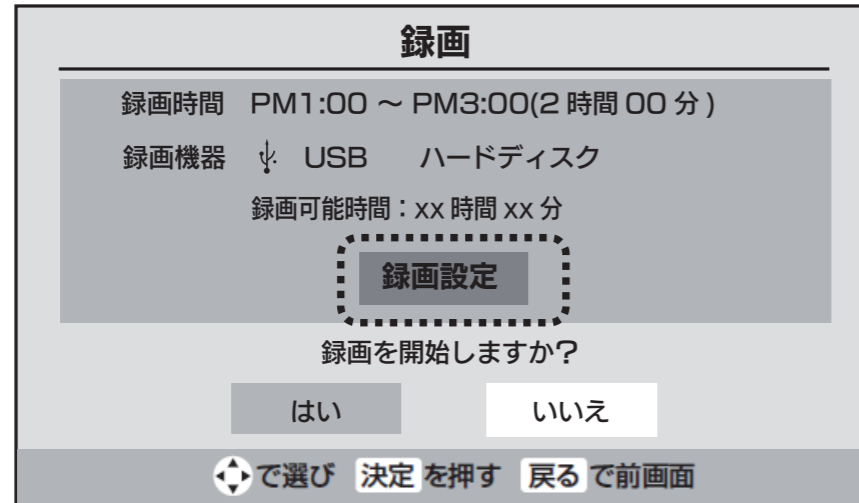 録画
録画時間 PM1:00 ～ PM3:00(2 時間 00 分)
録画機器 USB ハードディスク
録画可能時間：xx 時間 xx 分
録画設定
録画を開始しますか?
はい いいえ
で選び 決定 を押す 戻る で前画面